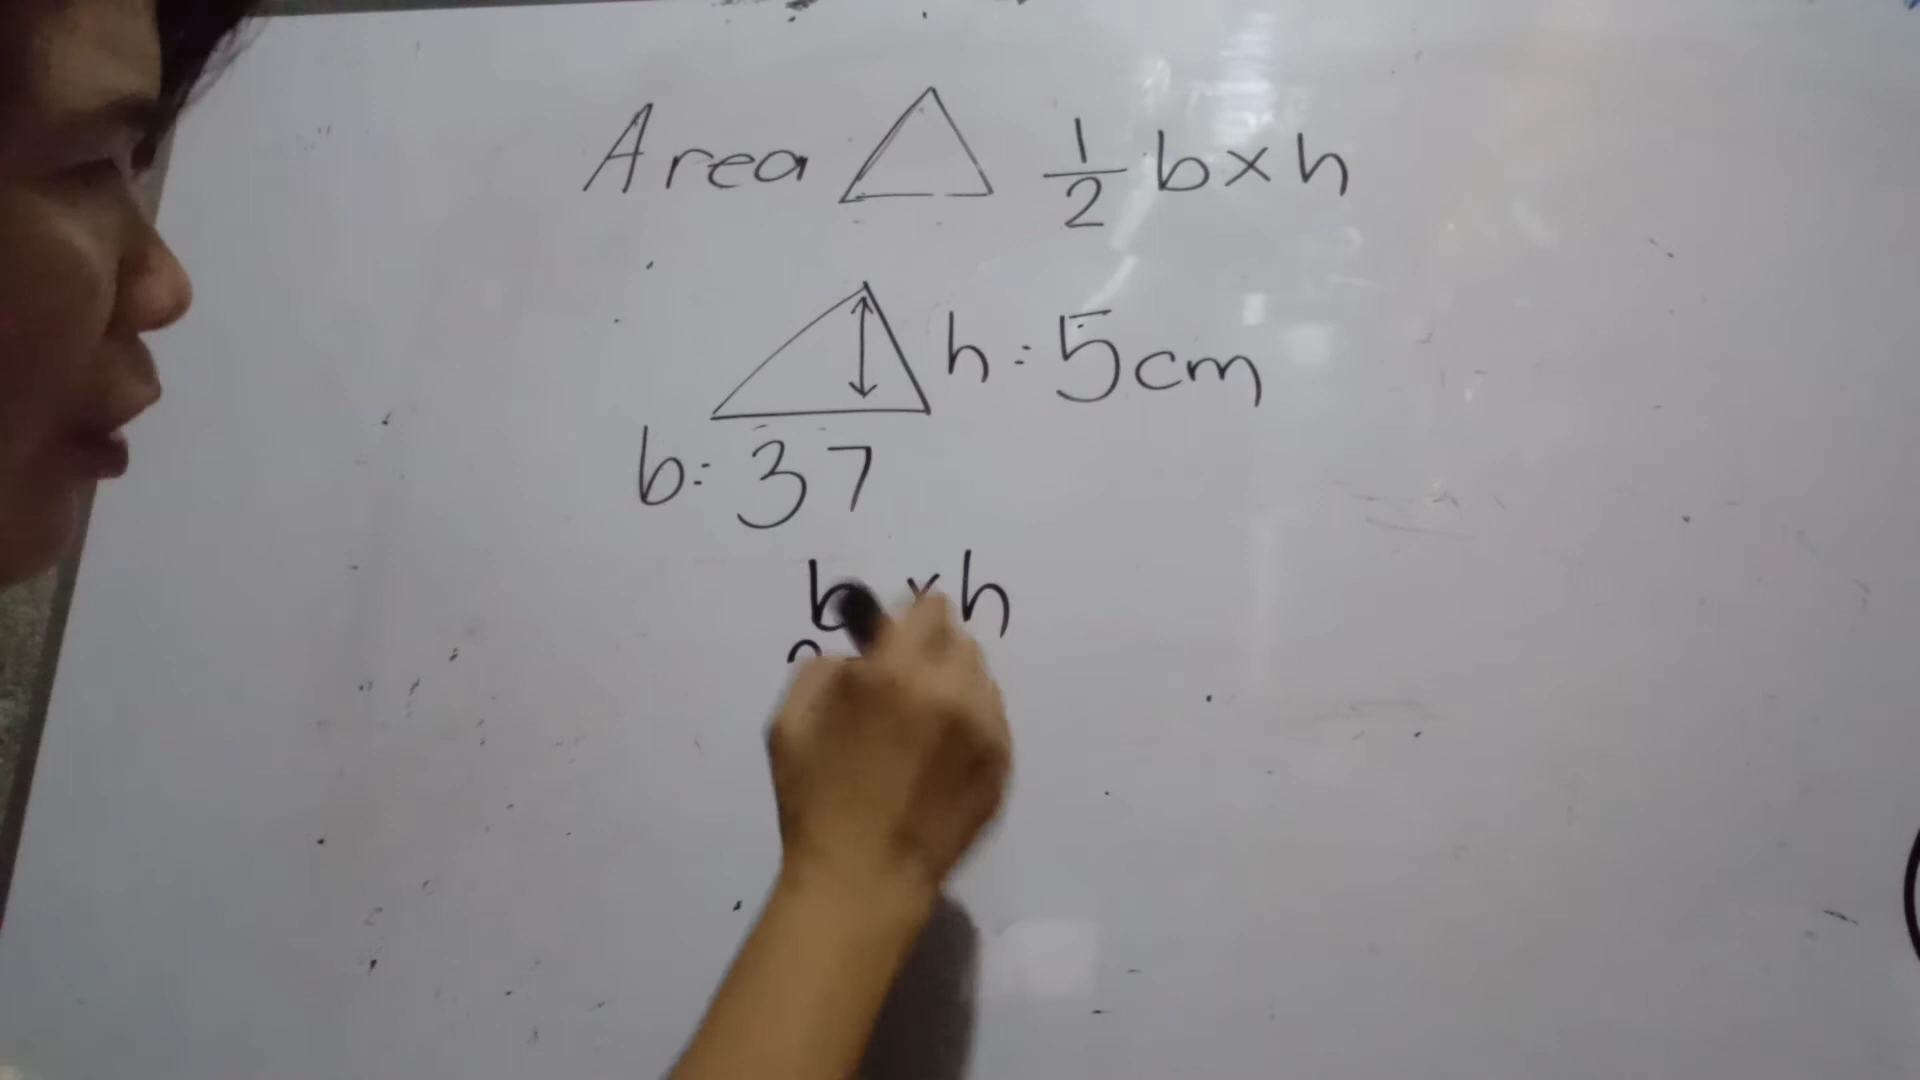 Area △ 1/2 b×h
h = 5cm
b = 37
b × h